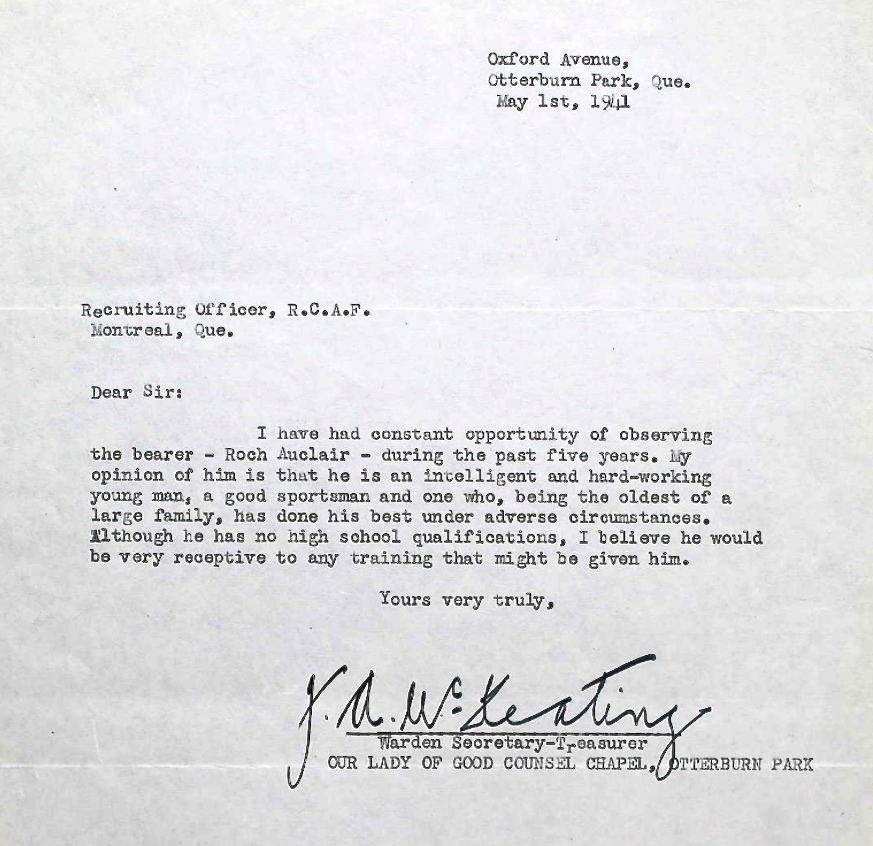 Oxford Avenue,
Otterburn Park, Que.
May 1st, 1941
Recruiting Officer, R.C.A.F.
Montreal, Que.
Dear Sir:
I have had constant opportunity of observing
the bearer - Roch Auclair - during the past five years. My
opinion of him is that he is an intelligent and hard-working
young man, a good sportsman and one who, being the oldest of a
large family, has done his best under adverse circumstances.
Although he has no high school qualifications, I believe he would
be very receptive to any training that might be given him.
Yours very truly,
J. A. McKeating
Warden Secretary-Treasurer
OUR LADY OF GOOD COUNSEL CHAPEL, OTTERBURN PARK